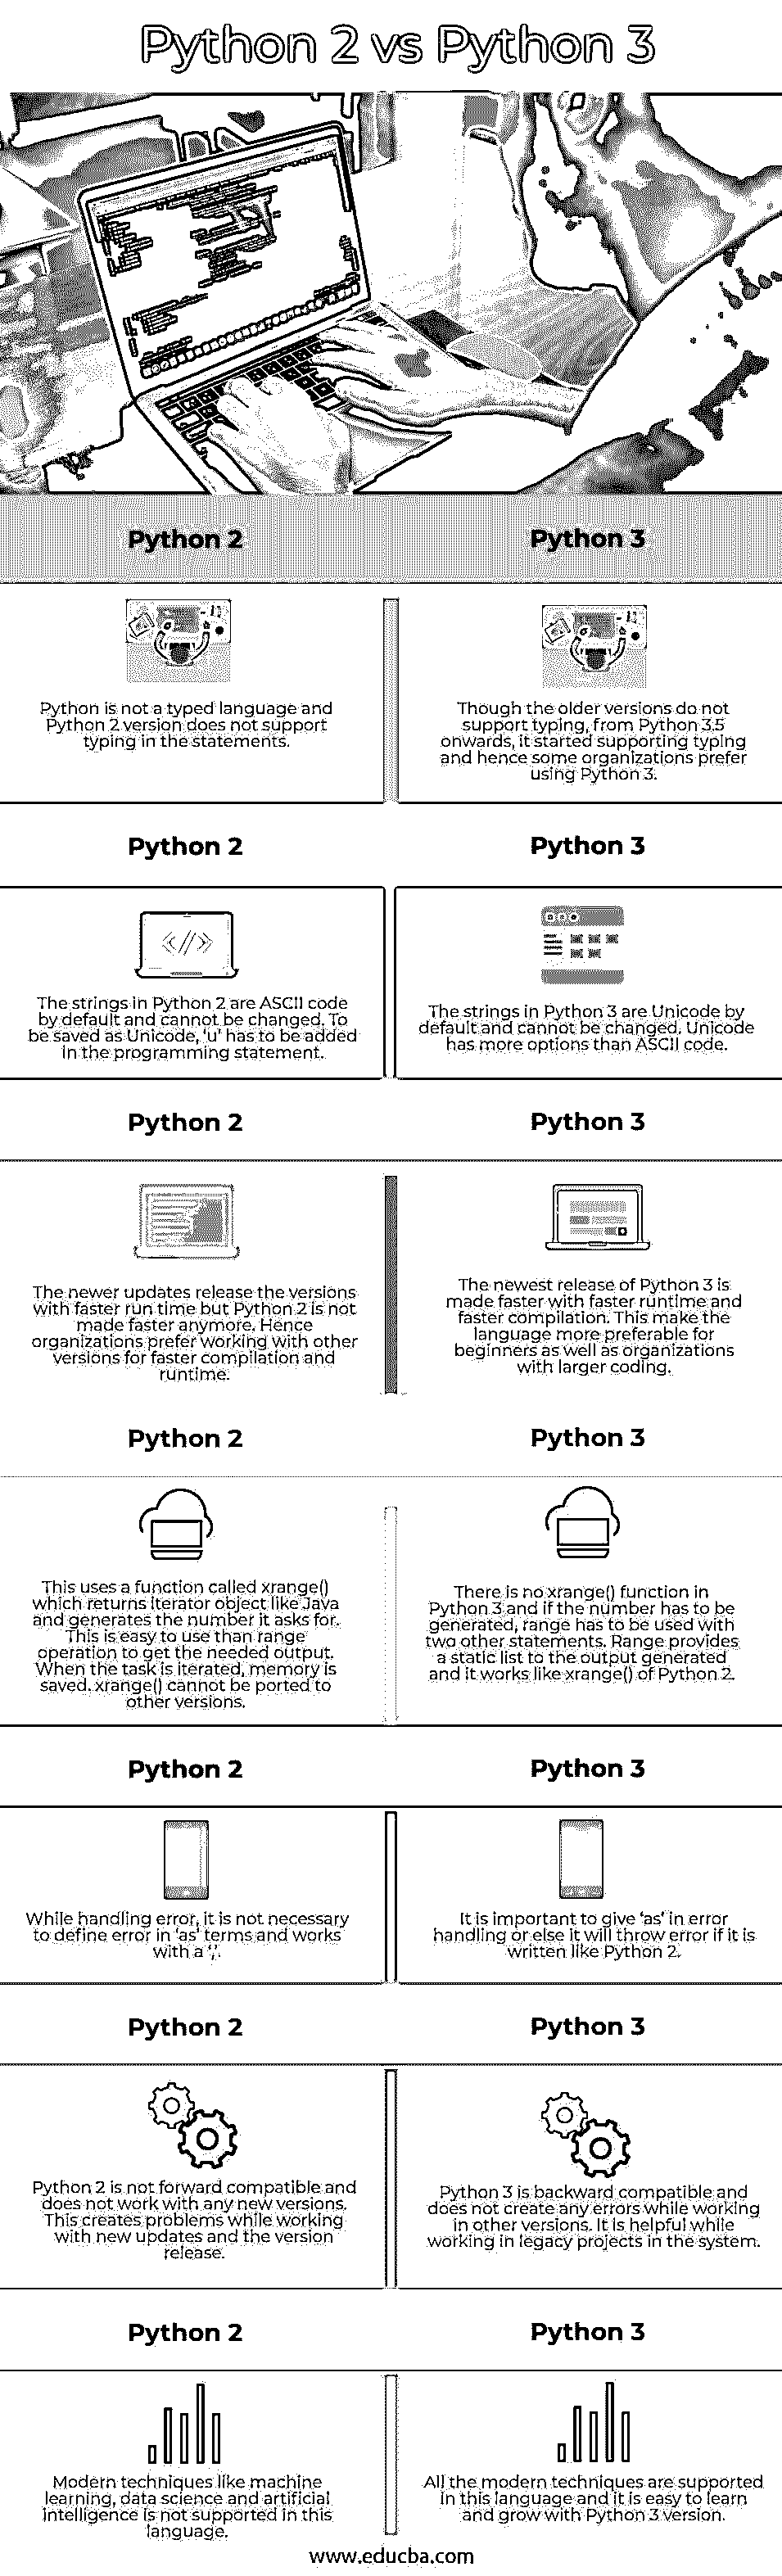 Python 2 vs Python 3
Python 2
Python 3
Python is not a typed language and
Python 2 version does not support
typing in the statements.
Though the older versions do not
support typing, from Python 3.5
onwards, it started supporting typing
and hence some organizations prefer
using Python 3.
Python 2
Python 3
The strings in Python 2 are ASCII code
by default and cannot be changed. To
be saved as Unicode, 'u' has to be added
in the programming statement.
The strings in Python 3 are Unicode by
default and cannot be changed. Unicode
has more options than ASCII code.
Python 2
Python 3
The newer updates release the versions
with faster run time but Python 2 is not
made faster anymore. Hence
organizations prefer working with other
versions for faster compilation and
runtime.
The newest release of Python 3 is
made faster with faster runtime and
faster compilation. This make the
language more preferable for
beginners as well as organizations
with larger coding.
Python 2
Python 3
This uses a function called xrange()
which returns iterator object like Java
and generates the number it asks for.
This is easy to use than range
operation to get the needed output.
When the task is iterated, memory is
saved. xrange() cannot be ported to
other versions.
There is no xrange() function in
Python 3 and if the number has to be
generated, range has to be used with
two other statements. Range provides
a static list to the output generated
and it works like xrange() of Python 2.
Python 2
Python 3
While handling error, it is not necessary
to define error in 'as' terms and works
with a ','.
It is important to give 'as' in error
handling or else it will throw error if it is
written like Python 2.
Python 2
Python 3
Python 2 is not forward compatible and
does not work with any new versions.
This creates problems while working
with new updates and the version
release.
Python 3 is backward compatible and
does not create any errors while working
in other versions. It is helpful while
working in legacy projects in the system.
Python 2
Python 3
Modern techniques like machine
learning, data science and artificial
intelligence is not supported in this
language.
All the modern techniques are supported
in this language and it is easy to learn
and grow with Python 3 version.
www.educba.com